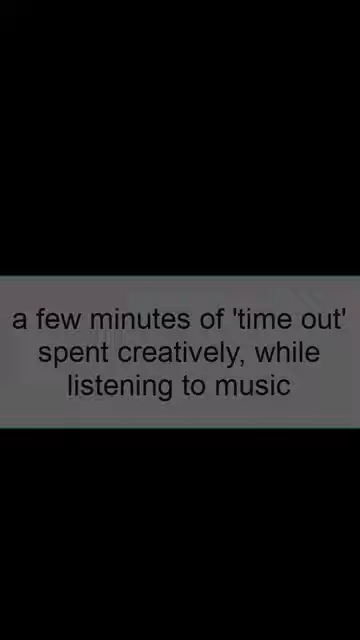 a few minutes of 'time out'
spent creatively, while
listening to music